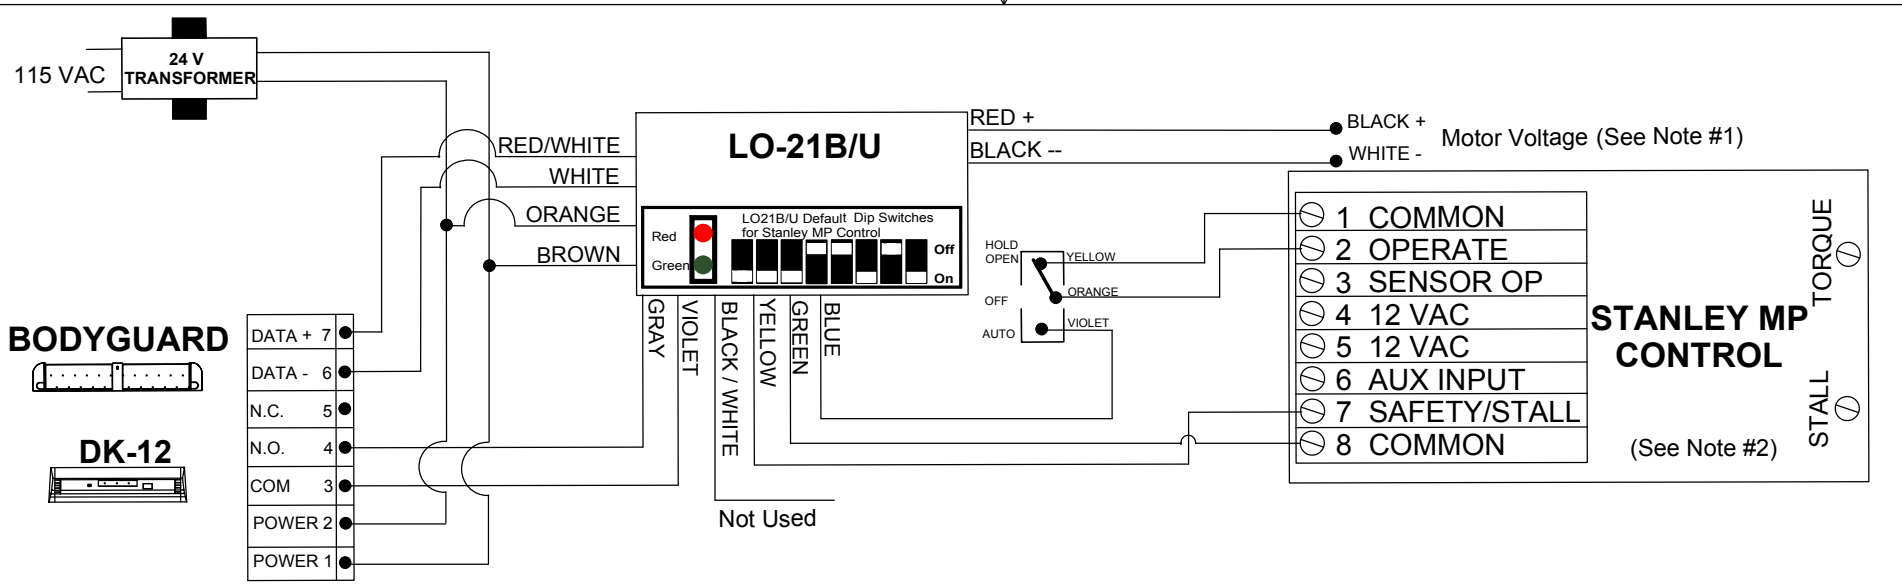 115 VAC
24 V
TRANSFORMER
RED/WHITE
WHITE
ORANGE
BROWN
LO-21B/U
RED +
BLACK --
BLACK +
WHITE -
Motor Voltage (See Note #1)
LO21B/U Default Dip Switches
for Stanley MP Control
Red
Green
Off
On
GRAY
VIOLET
BLACK / WHITE
YELLOW
GREEN
BLUE
Not Used
HOLD
OPEN
OFF
AUTO
YELLOW
ORANGE
VIOLET
1 COMMON
2 OPERATE
3 SENSOR OP
4 12 VAC
5 12 VAC
6 AUX INPUT
7 SAFETY/STALL
8 COMMON
STANLEY MP
CONTROL
TORQUE
STALL
(See Note #2)
BODYGUARD
DK-12
DATA + 7
DATA - 6
N.C. 5
N.O. 4
COM 3
POWER 2
POWER 1